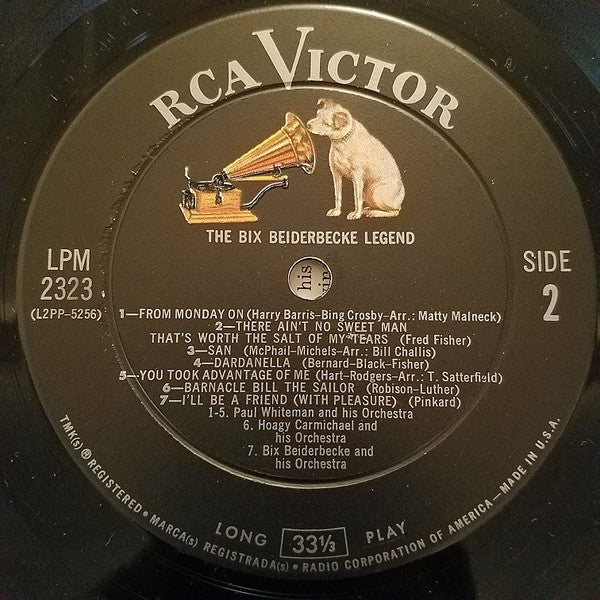 RCA VICTOR
THE BIX BEIDERBECKE LEGEND
LPM
2323
(L2PP-5256)
SIDE
2
his
in
1—FROM MONDAY ON (Harry Barris-Bing Crosby-Arr.: Matty Malneck)
2—THERE AIN'T NO SWEET MAN
THAT'S WORTH THE SALT OF MY TEARS (Fred Fisher)
3—SAN (McPhail-Michels-Arr.: Bill Challis)
4—DARDANELLA (Bernard-Black-Fisher)
5—YOU TOOK ADVANTAGE OF ME (Hart-Rodgers-Arr.: T. Satterfield)
6—BARNACLE BILL THE SAILOR (Robison-Luther)
7—I'LL BE A FRIEND (WITH PLEASURE) (Pinkard)
1-5. Paul Whiteman and his Orchestra
6. Hoagy Carmichael and
his Orchestra
7. Bix Beiderbecke and
his Orchestra
LONG 33⅓ PLAY
TMK(s) ® REGISTERED • MARCA(s) REGISTRADA(s) • RADIO CORPORATION OF AMERICA—MADE IN U.S.A.